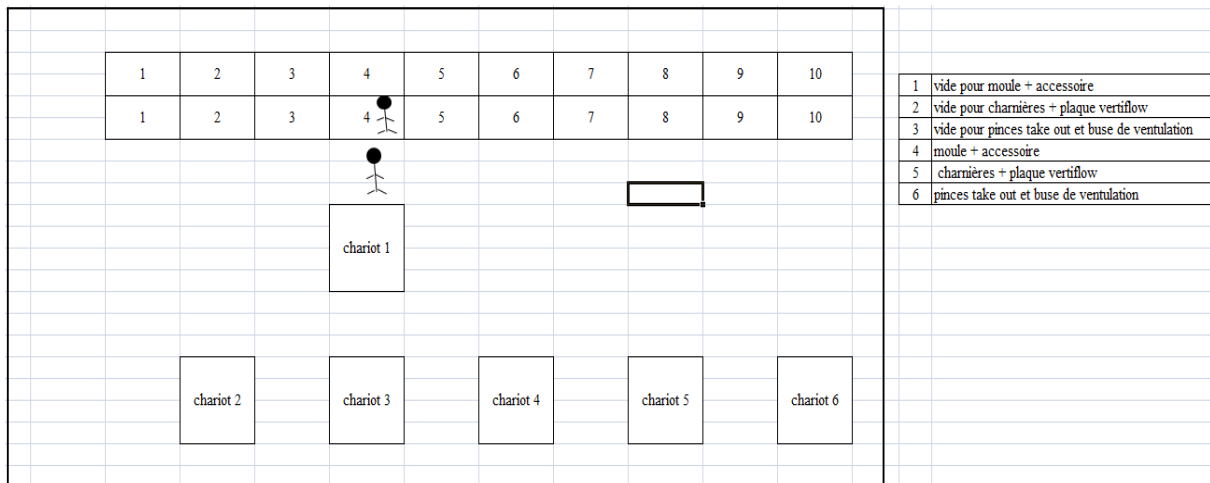 1 2 3 4 5 6 7 8 9 10
1 2 3 4 5 6 7 8 9 10
chariot 1
chariot 2 chariot 3 chariot 4 chariot 5 chariot 6
1 vide pour moule + accessoire
2 vide pour charnières + plaque vertiflow
3 vide pour pinces take out et buse de ventulation
4 moule + accessoire
5 charnières + plaque vertiflow
6 pinces take out et buse de ventulation